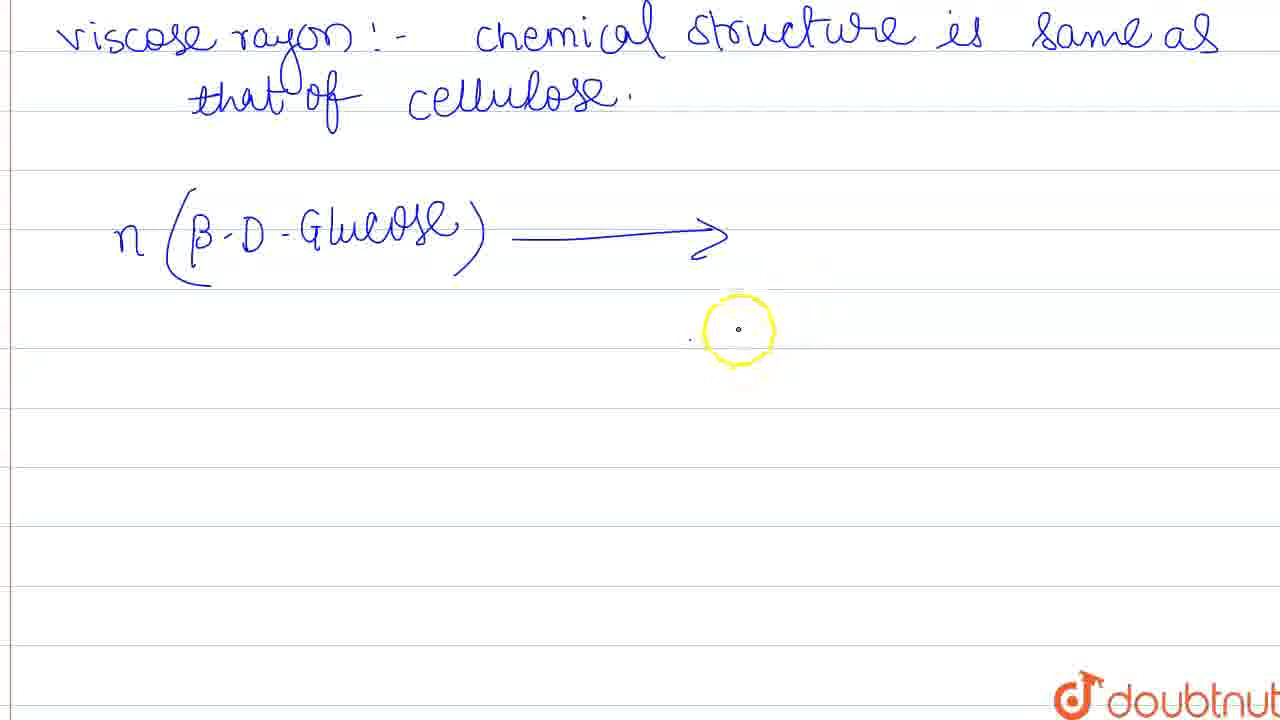 viscose rayon :- chemical structure is same as
that of cellulose.
n (β-D-Glucose) ⟶
doubtnut